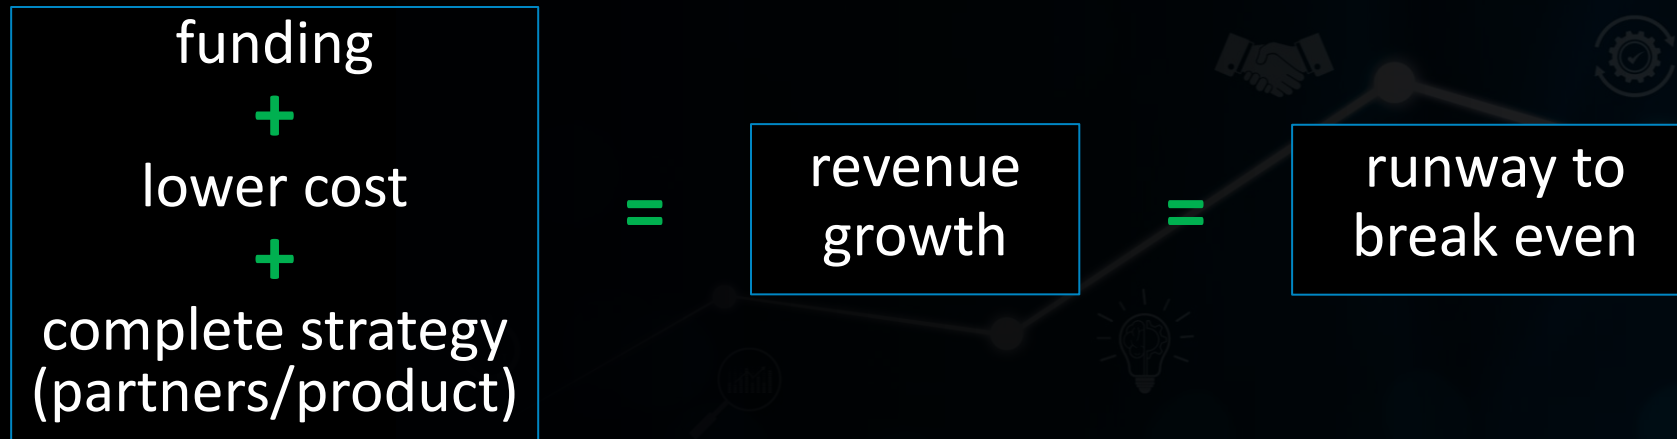 funding
+
lower cost
+
complete strategy
(partners/product)
=
revenue
growth
=
runway to
break even